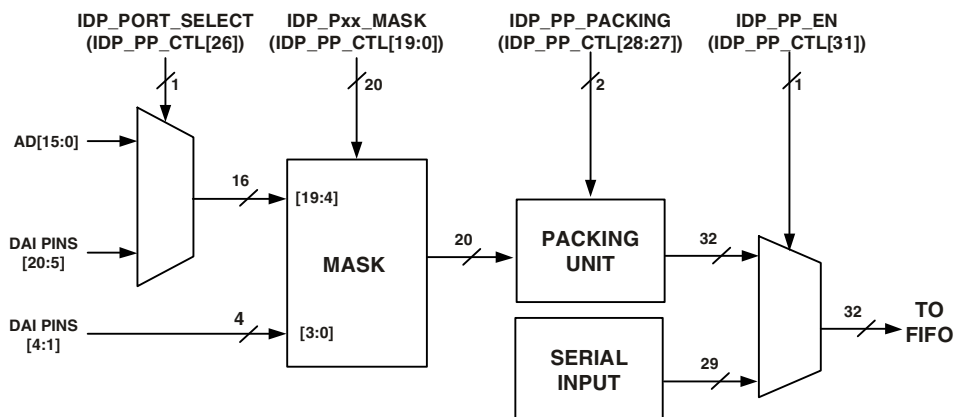 IDP_PORT_SELECT
(IDP_PP_CTL[26])
IDP_Pxx_MASK
(IDP_PP_CTL[19:0])
IDP_PP_PACKING
(IDP_PP_CTL[28:27])
IDP_PP_EN
(IDP_PP_CTL[31])
1
20
2
1
AD[15:0]
16
[19:4]
DAI PINS
[20:5]
MASK
20
PACKING
UNIT
32
DAI PINS
[4:1]
4
[3:0]
SERIAL
INPUT
29
32
TO
FIFO